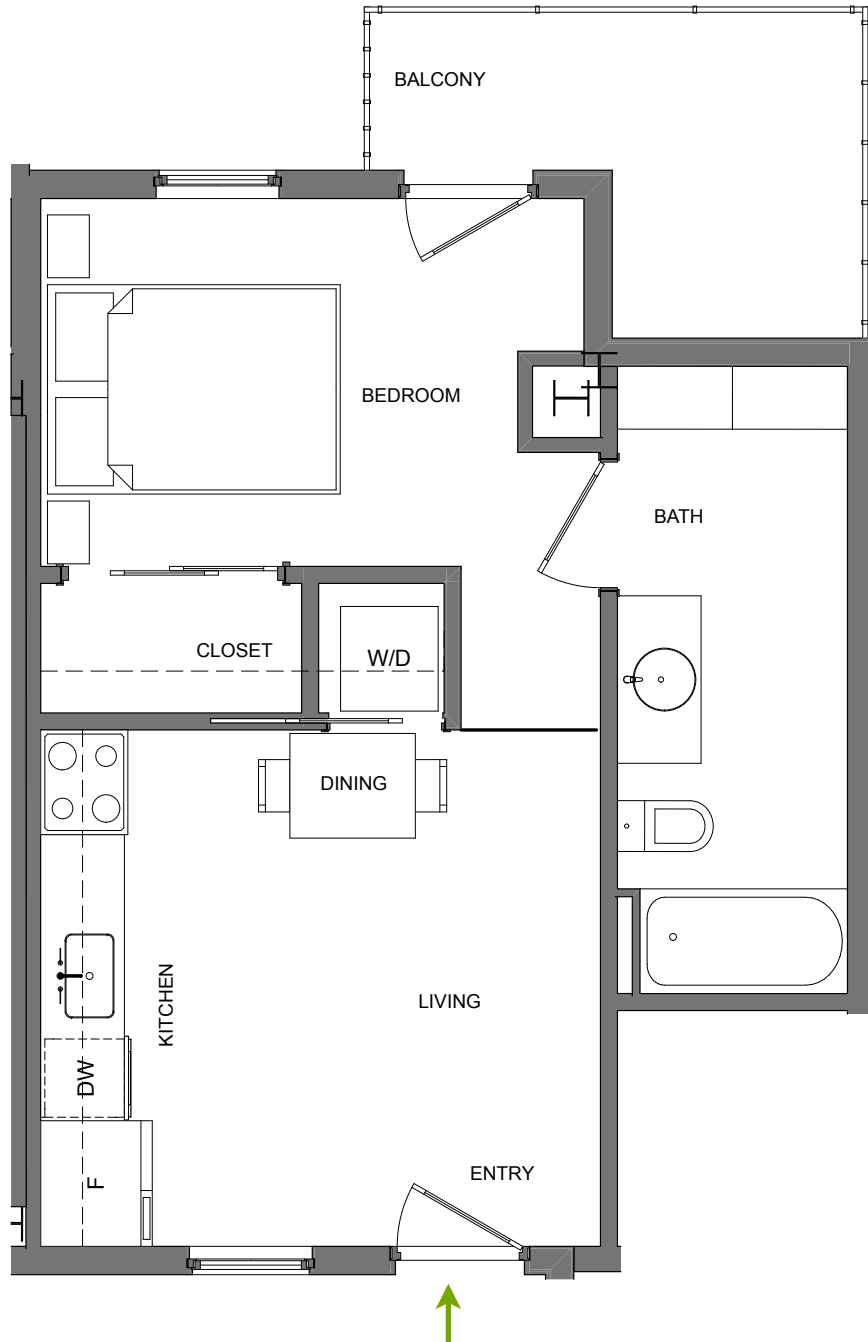 BALCONY
BEDROOM
BATH
CLOSET
W/D
DINING
KITCHEN
LIVING
DW
ENTRY
F